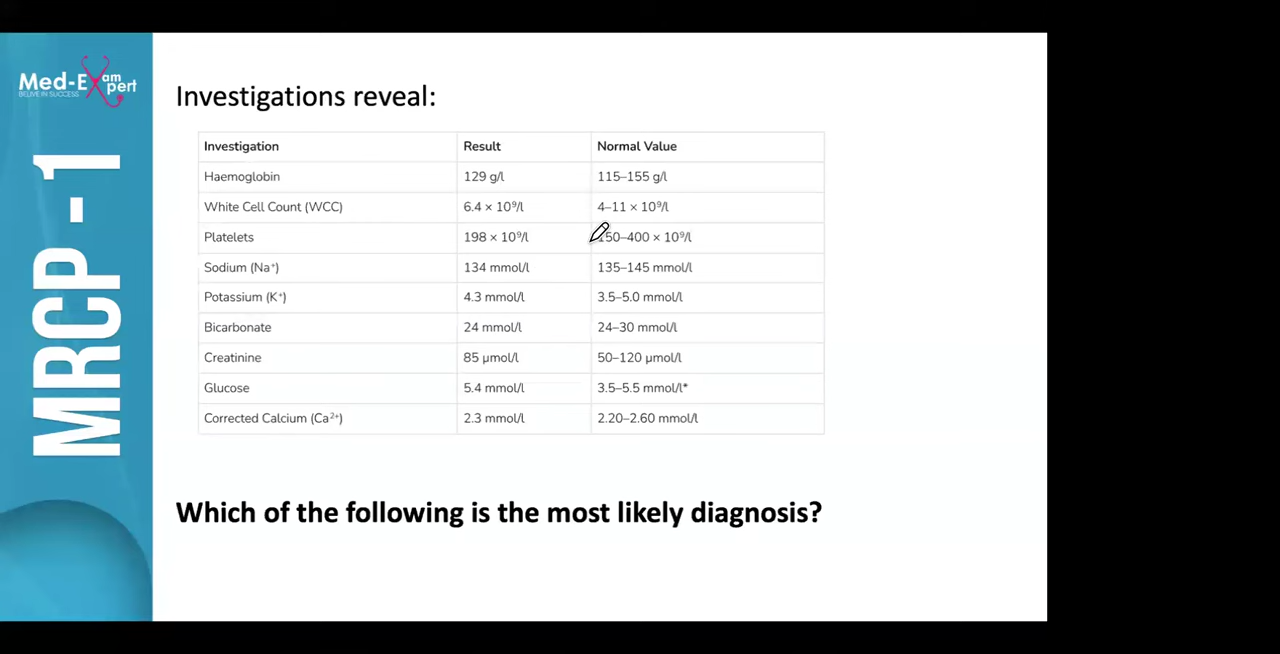 Med-Exam
pert
BELIVE IN SUCCESS
MRCP - 1
Investigations reveal:
Investigation Result Normal Value
Haemoglobin 129 g/l 115–155 g/l
White Cell Count (WCC) 6.4 × 10⁹/l 4–11 × 10⁹/l
Platelets 198 × 10⁹/l 150–400 × 10⁹/l
Sodium (Na⁺) 134 mmol/l 135–145 mmol/l
Potassium (K⁺) 4.3 mmol/l 3.5–5.0 mmol/l
Bicarbonate 24 mmol/l 24–30 mmol/l
Creatinine 85 µmol/l 50–120 µmol/l
Glucose 5.4 mmol/l 3.5–5.5 mmol/l*
Corrected Calcium (Ca²⁺) 2.3 mmol/l 2.20–2.60 mmol/l
Which of the following is the most likely diagnosis?